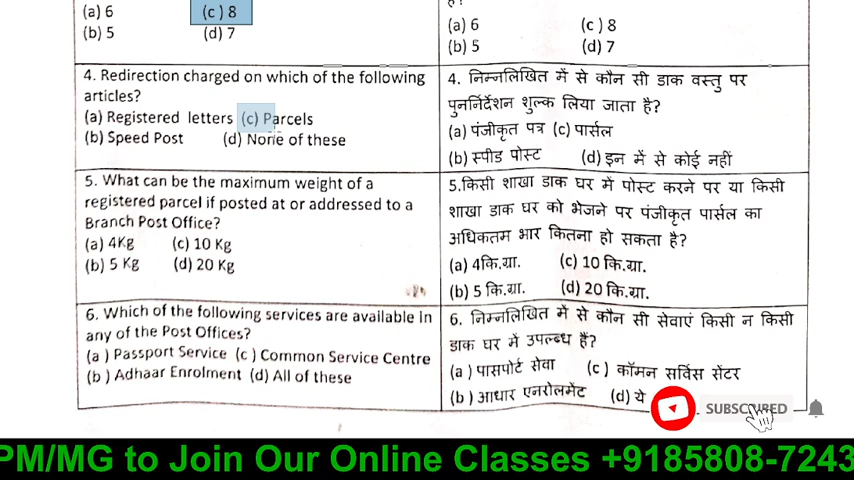 (a) 6 (c) 8
(b) 5 (d) 7
4. Redirection charged on which of the following
articles?
(a) Registered letters (c) Parcels
(b) Speed Post (d) None of these
5. What can be the maximum weight of a
registered parcel if posted at or addressed to a
Branch Post Office?
(a) 4Kg (c) 10 Kg
(b) 5 Kg (d) 20 Kg
6. Which of the following services are available in
any of the Post Offices?
(a ) Passport Service (c ) Common Service Centre
(b ) Adhaar Enrolment (d) All of these
(a) 6 (c ) 8
(b) 5 (d) 7
4. निम्नलिखित में से कौन सी डाक वस्तु पर
पुनर्निर्देशन शुल्क लिया जाता है?
(a) पंजीकृत पत्र (c) पार्सल
(b) स्पीड पोस्ट (d) इन में से कोई नहीं
5.किसी शाखा डाक घर में पोस्ट करने पर या किसी
शाखा डाक घर को भेजने पर पंजीकृत पार्सल का
अधिकतम भार कितना हो सकता है?
(a) 4कि.ग्रा. (c) 10 कि.ग्रा.
(b) 5 कि.ग्रा. (d) 20 कि.ग्रा.
6. निम्नलिखित में से कौन सी सेवाएं किसी न किसी
डाक घर में उपलब्ध हैं?
(a ) पासपोर्ट सेवा (c ) कॉमन सर्विस सेंटर
(b ) आधार एनरोलमेंट (d) ये
SUBSCRIBED
PM/MG to Join Our Online Classes +9185808-7243